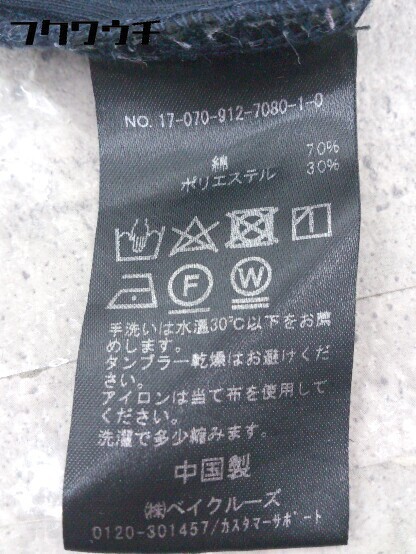 フクウウチ
NO. 17-070-912-7080-1-0
綿 70%
ポリエステル 30%
F W
手洗いは水温30℃以下をお薦
めします。
タンブラー乾燥はお避けくだ
さい。
アイロンは当て布を使用して
ください。
洗濯で多少縮みます。
中国製
㈱ベイクルーズ
0120-301457/カスタマーサポート